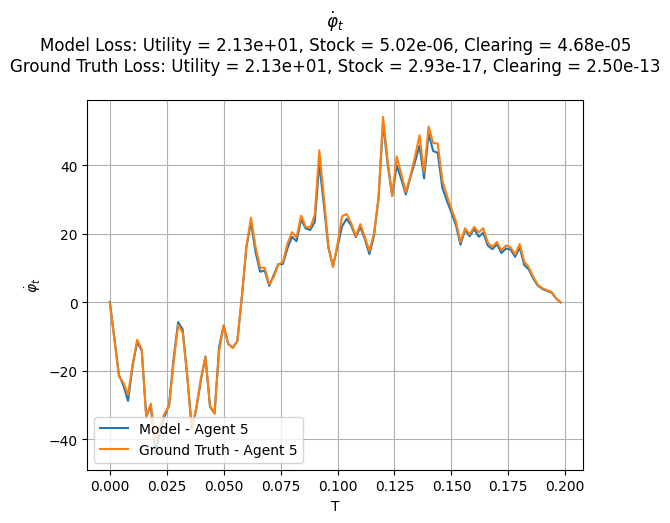 φ̇ₜ
Model Loss: Utility = 2.13e+01, Stock = 5.02e-06, Clearing = 4.68e-05
Ground Truth Loss: Utility = 2.13e+01, Stock = 2.93e-17, Clearing = 2.50e-13
φ̇ₜ
40
20
0
−20
−40
Model - Agent 5
Ground Truth - Agent 5
0.000 0.025 0.050 0.075 0.100 0.125 0.150 0.175 0.200
T